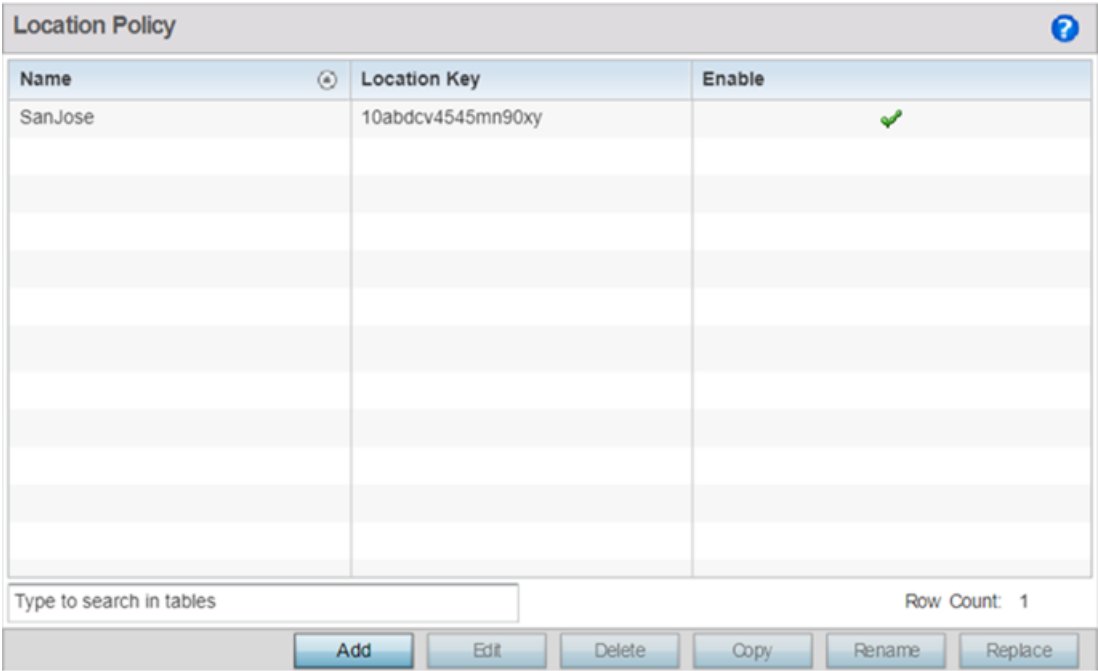 Location Policy
Name Location Key Enable
SanJose 10abdcv4545mn90xy
Type to search in tables Row Count: 1
Add Edit Delete Copy Rename Replace